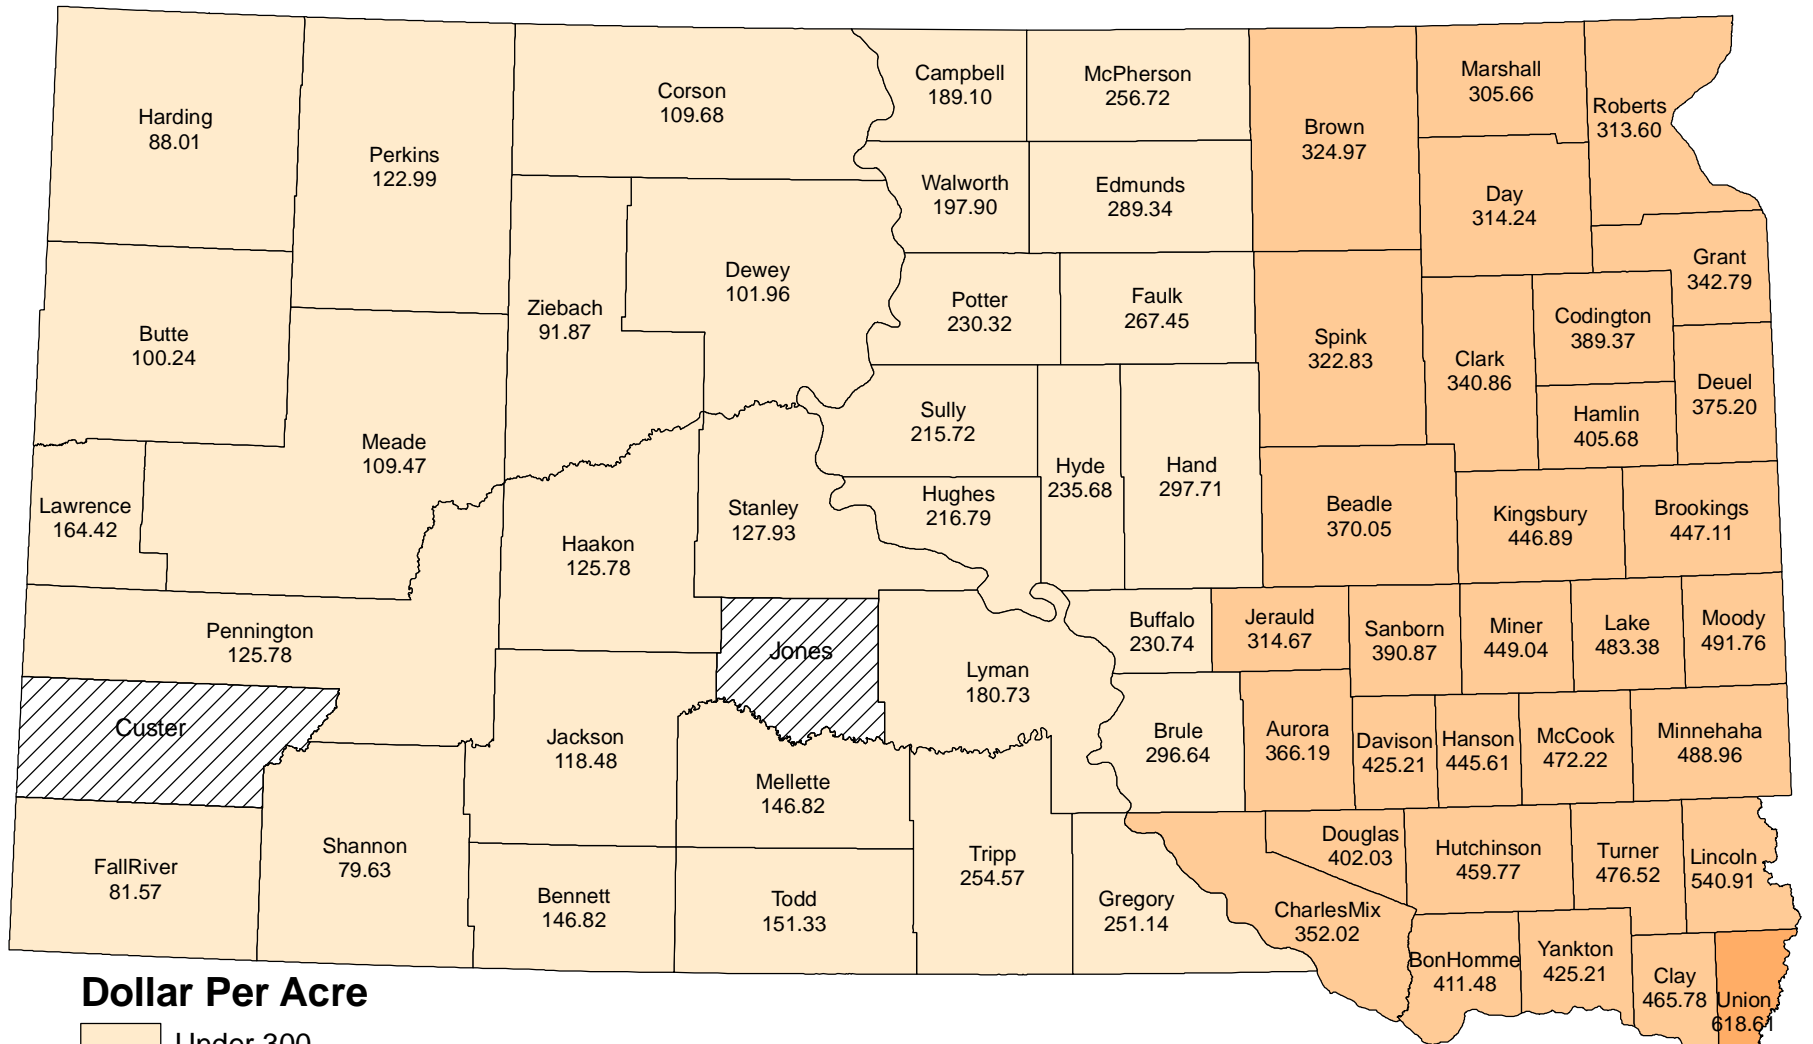 Harding
88.01
Perkins
122.99
Corson
109.68
Campbell
189.10
McPherson
256.72
Brown
324.97
Marshall
305.66
Roberts
313.60
Walworth
197.90
Edmunds
289.34
Day
314.24
Grant
342.79
Butte
100.24
Ziebach
91.87
Dewey
101.96
Potter
230.32
Faulk
267.45
Spink
322.83
Clark
340.86
Codington
389.37
Deuel
375.20
Hamlin
405.68
Meade
109.47
Sully
215.72
Hyde
235.68
Hand
297.71
Lawrence
164.42
Haakon
125.78
Stanley
127.93
Hughes
216.79
Beadle
370.05
Kingsbury
446.89
Brookings
447.11
Pennington
125.78
Jones
Lyman
180.73
Buffalo
230.74
Jerauld
314.67
Sanborn
390.87
Miner
449.04
Lake
483.38
Moody
491.76
Custer
Jackson
118.48
Mellette
146.82
Brule
296.64
Aurora
366.19
Davison
425.21
Hanson
445.61
McCook
472.22
Minnehaha
488.96
FallRiver
81.57
Shannon
79.63
Bennett
146.82
Todd
151.33
Tripp
254.57
Gregory
251.14
CharlesMix
352.02
Douglas
402.03
Hutchinson
459.77
Turner
476.52
Lincoln
540.91
BonHomme
411.48
Yankton
425.21
Clay
465.78
Union
618.61
Dollar Per Acre
Under 300